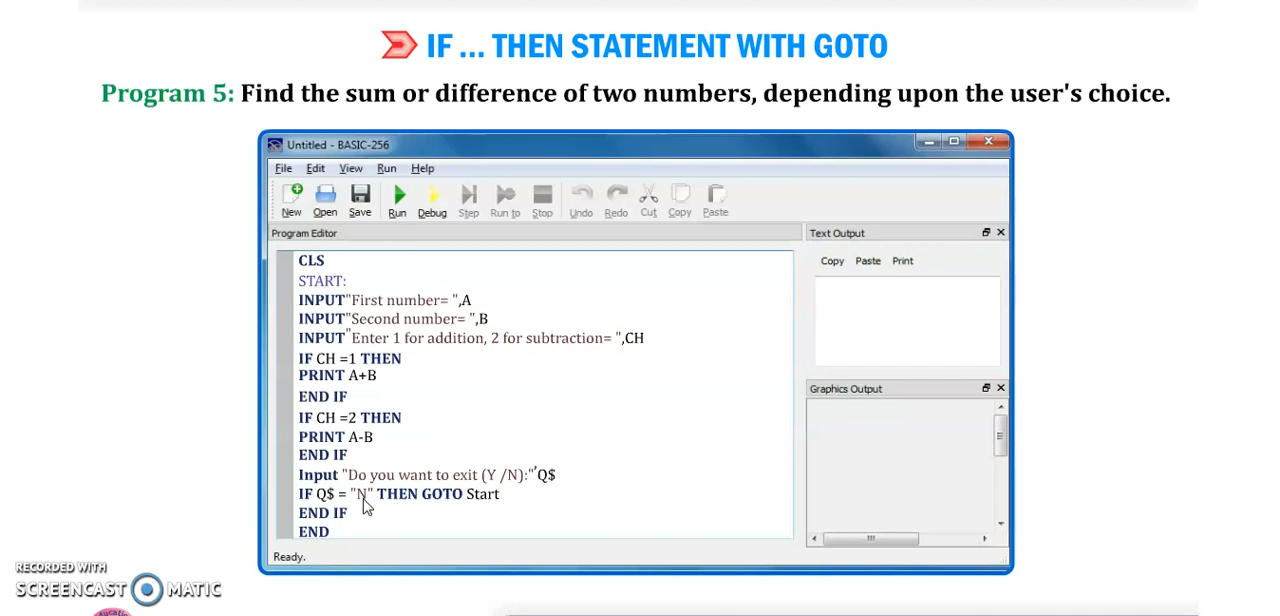 IF ... THEN STATEMENT WITH GOTO
Program 5: Find the sum or difference of two numbers, depending upon the user's choice.
Untitled - BASIC-256
File Edit View Run Help
New Open Save Run Debug Step Run to Stop Undo Redo Cut Copy Paste
Program Editor
CLS
START:
INPUT"First number= ",A
INPUT"Second number= ",B
INPUT"Enter 1 for addition, 2 for subtraction= ",CH
IF CH =1 THEN
PRINT A+B
END IF
IF CH =2 THEN
PRINT A-B
END IF
Input "Do you want to exit (Y /N):"'Q$
IF Q$ = "N" THEN GOTO Start
END IF
END
Ready.
Text Output
Copy Paste Print
Graphics Output
RECORDED WITH
SCREENCAST MATIC